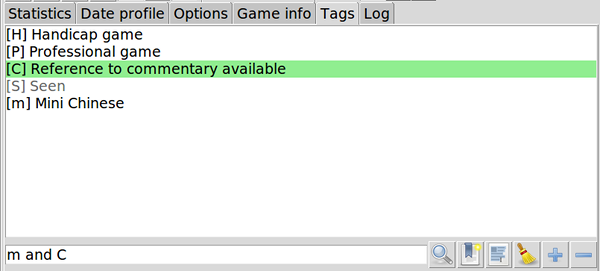 Statistics Date profile Options Game info Tags Log
[H] Handicap game
[P] Professional game
[C] Reference to commentary available
[S] Seen
[m] Mini Chinese
m and C